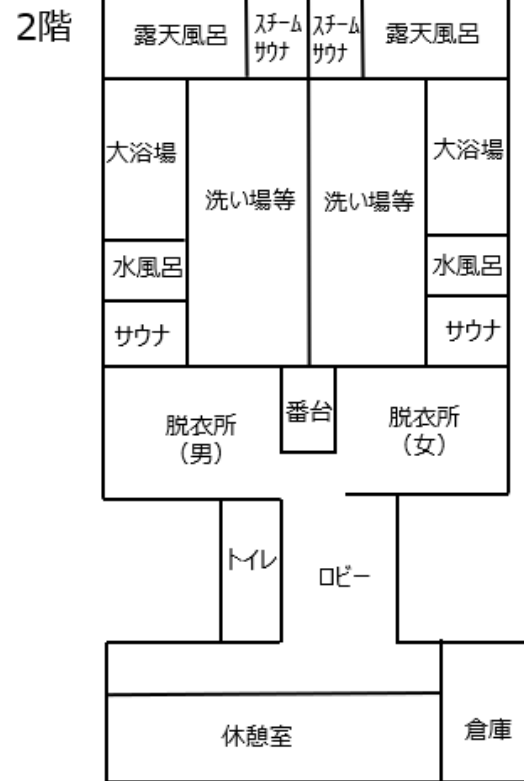 2階
露天風呂
スチーム
サウナ
スチーム
サウナ
露天風呂
大浴場
洗い場等
洗い場等
大浴場
水風呂
水風呂
サウナ
サウナ
脱衣所
（男）
番台
脱衣所
（女）
トイレ
ロビー
休憩室
倉庫